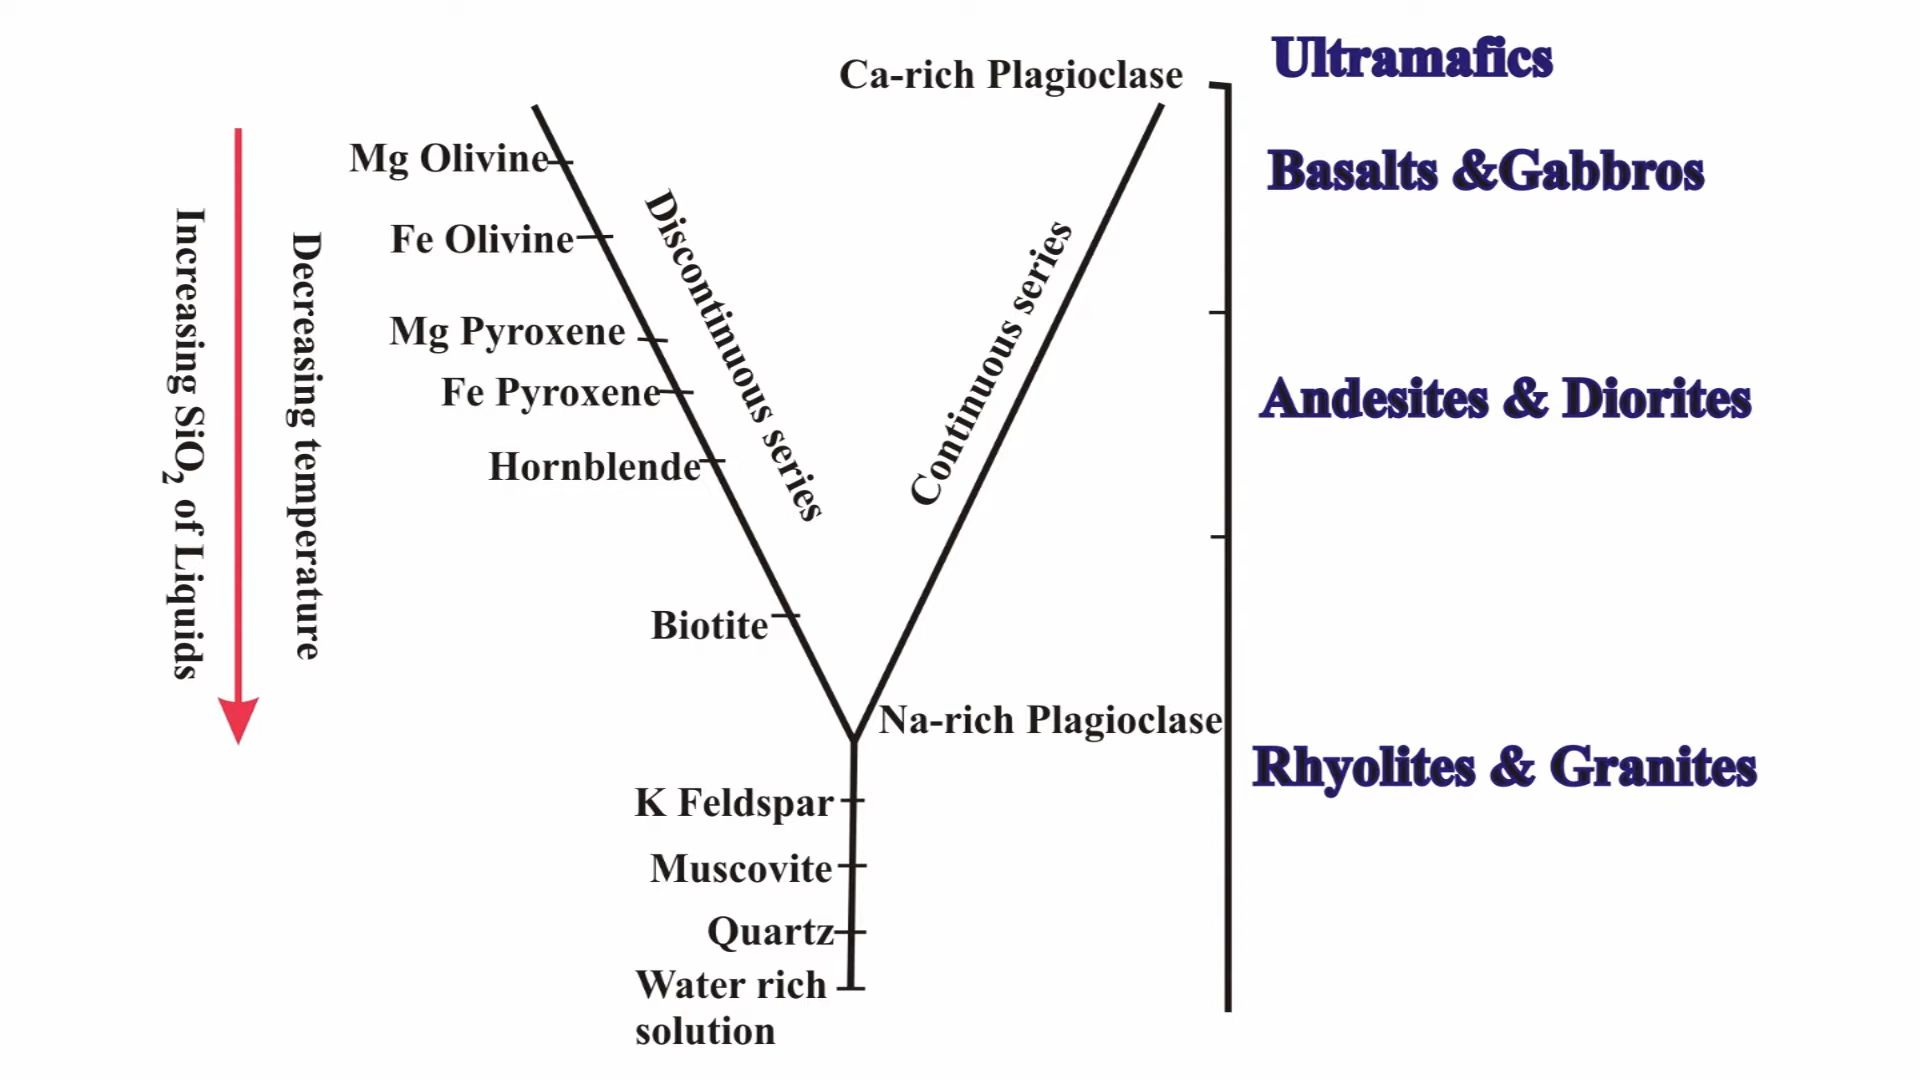 Ultramafics
Ca-rich Plagioclase
Mg Olivine
Basalts &Gabbros
Fe Olivine
Discontinuous series
Continuous series
Increasing SiO₂ of Liquids
Decreasing temperature
Mg Pyroxene
Fe Pyroxene
Andesites & Diorites
Hornblende
Biotite
Na-rich Plagioclase
Rhyolites & Granites
K Feldspar
Muscovite
Quartz
Water rich
solution